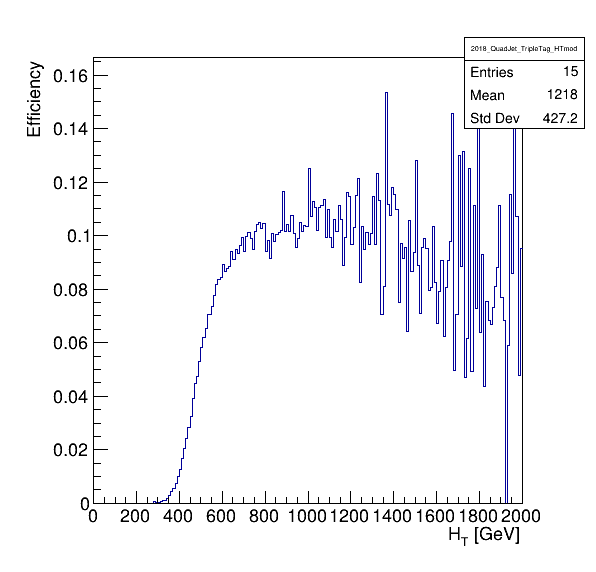 2018_QuadJet_TripleTag_HTmod
Entries 15
Mean 1218
Std Dev 427.2
Efficiency
0.16
0.14
0.12
0.1
0.08
0.06
0.04
0.02
0
0 200 400 600 800 1000 1200 1400 1600 1800 2000
H_T [GeV]